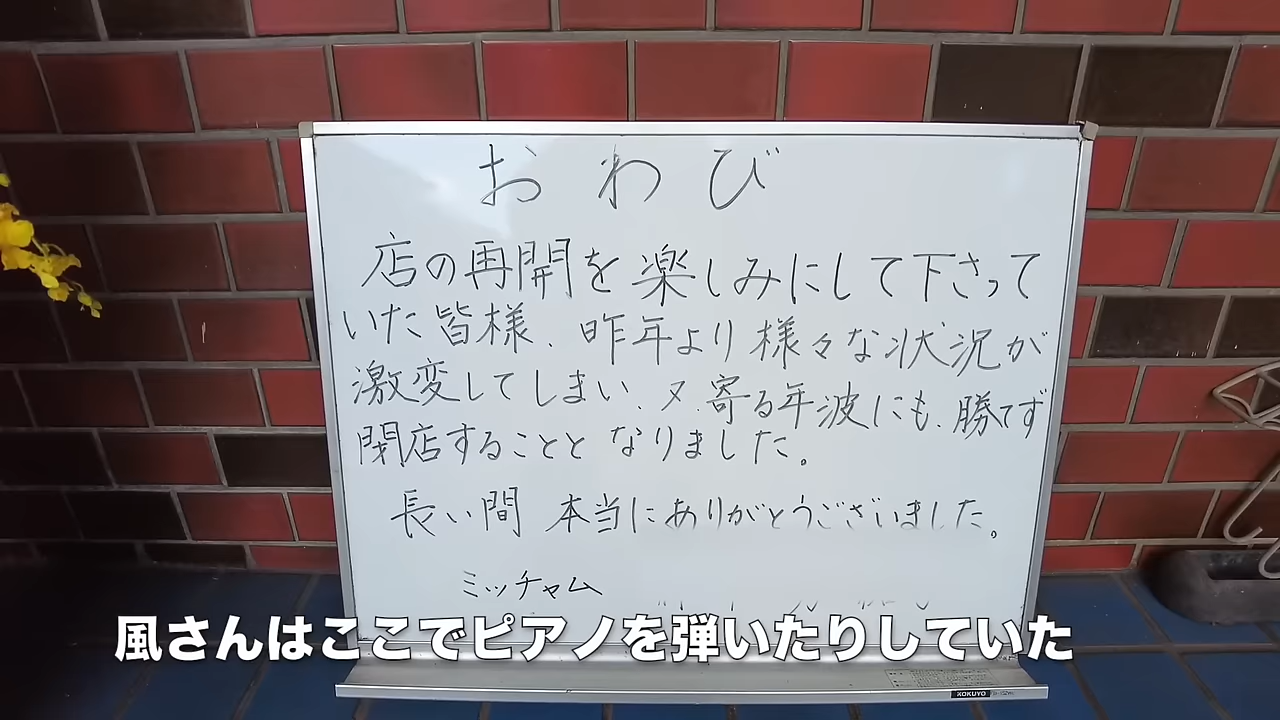 おわび
店の再開を楽しみにして下さって
いた皆様、昨年より様々な状況が
激変してしまい、又、寄る年波にも、勝てず
閉店することと なりました。
長い間 本当にありがとうございました。
ミッチャム
風さんはここでピアノを弾いたりしていた
KOKUYO